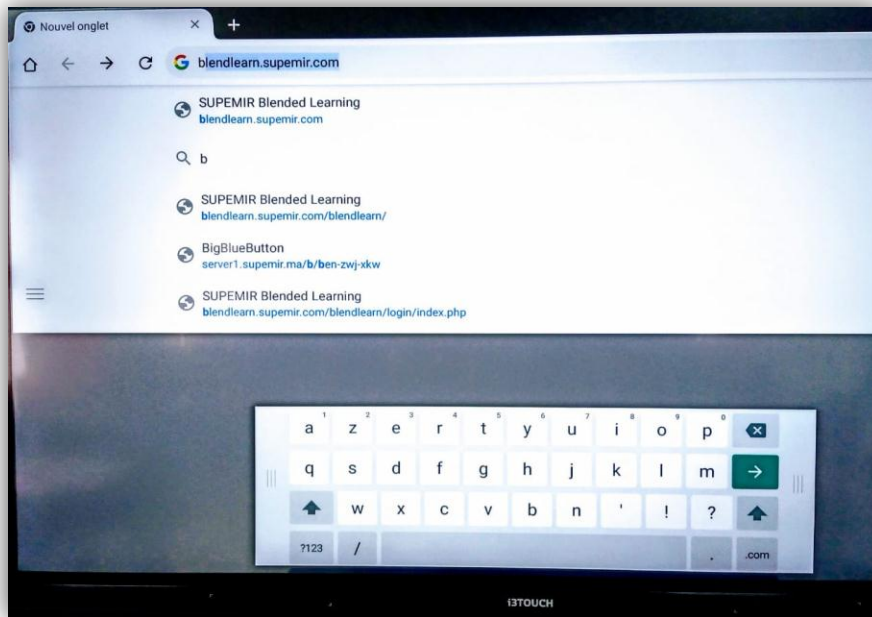 Nouvel onglet
blendlearn.supemir.com
SUPEMIR Blended Learning
blendlearn.supemir.com
b
SUPEMIR Blended Learning
blendlearn.supemir.com/blendlearn/
BigBlueButton
server1.supemir.ma/b/ben-zwj-xkw
SUPEMIR Blended Learning
blendlearn.supemir.com/blendlearn/login/index.php
1 2 3 4 5 6 7 8 9 0
a z e r t y u i o p
q s d f g h j k l m
w x c v b n ' ! ?
?123 / . .com
i3TOUCH